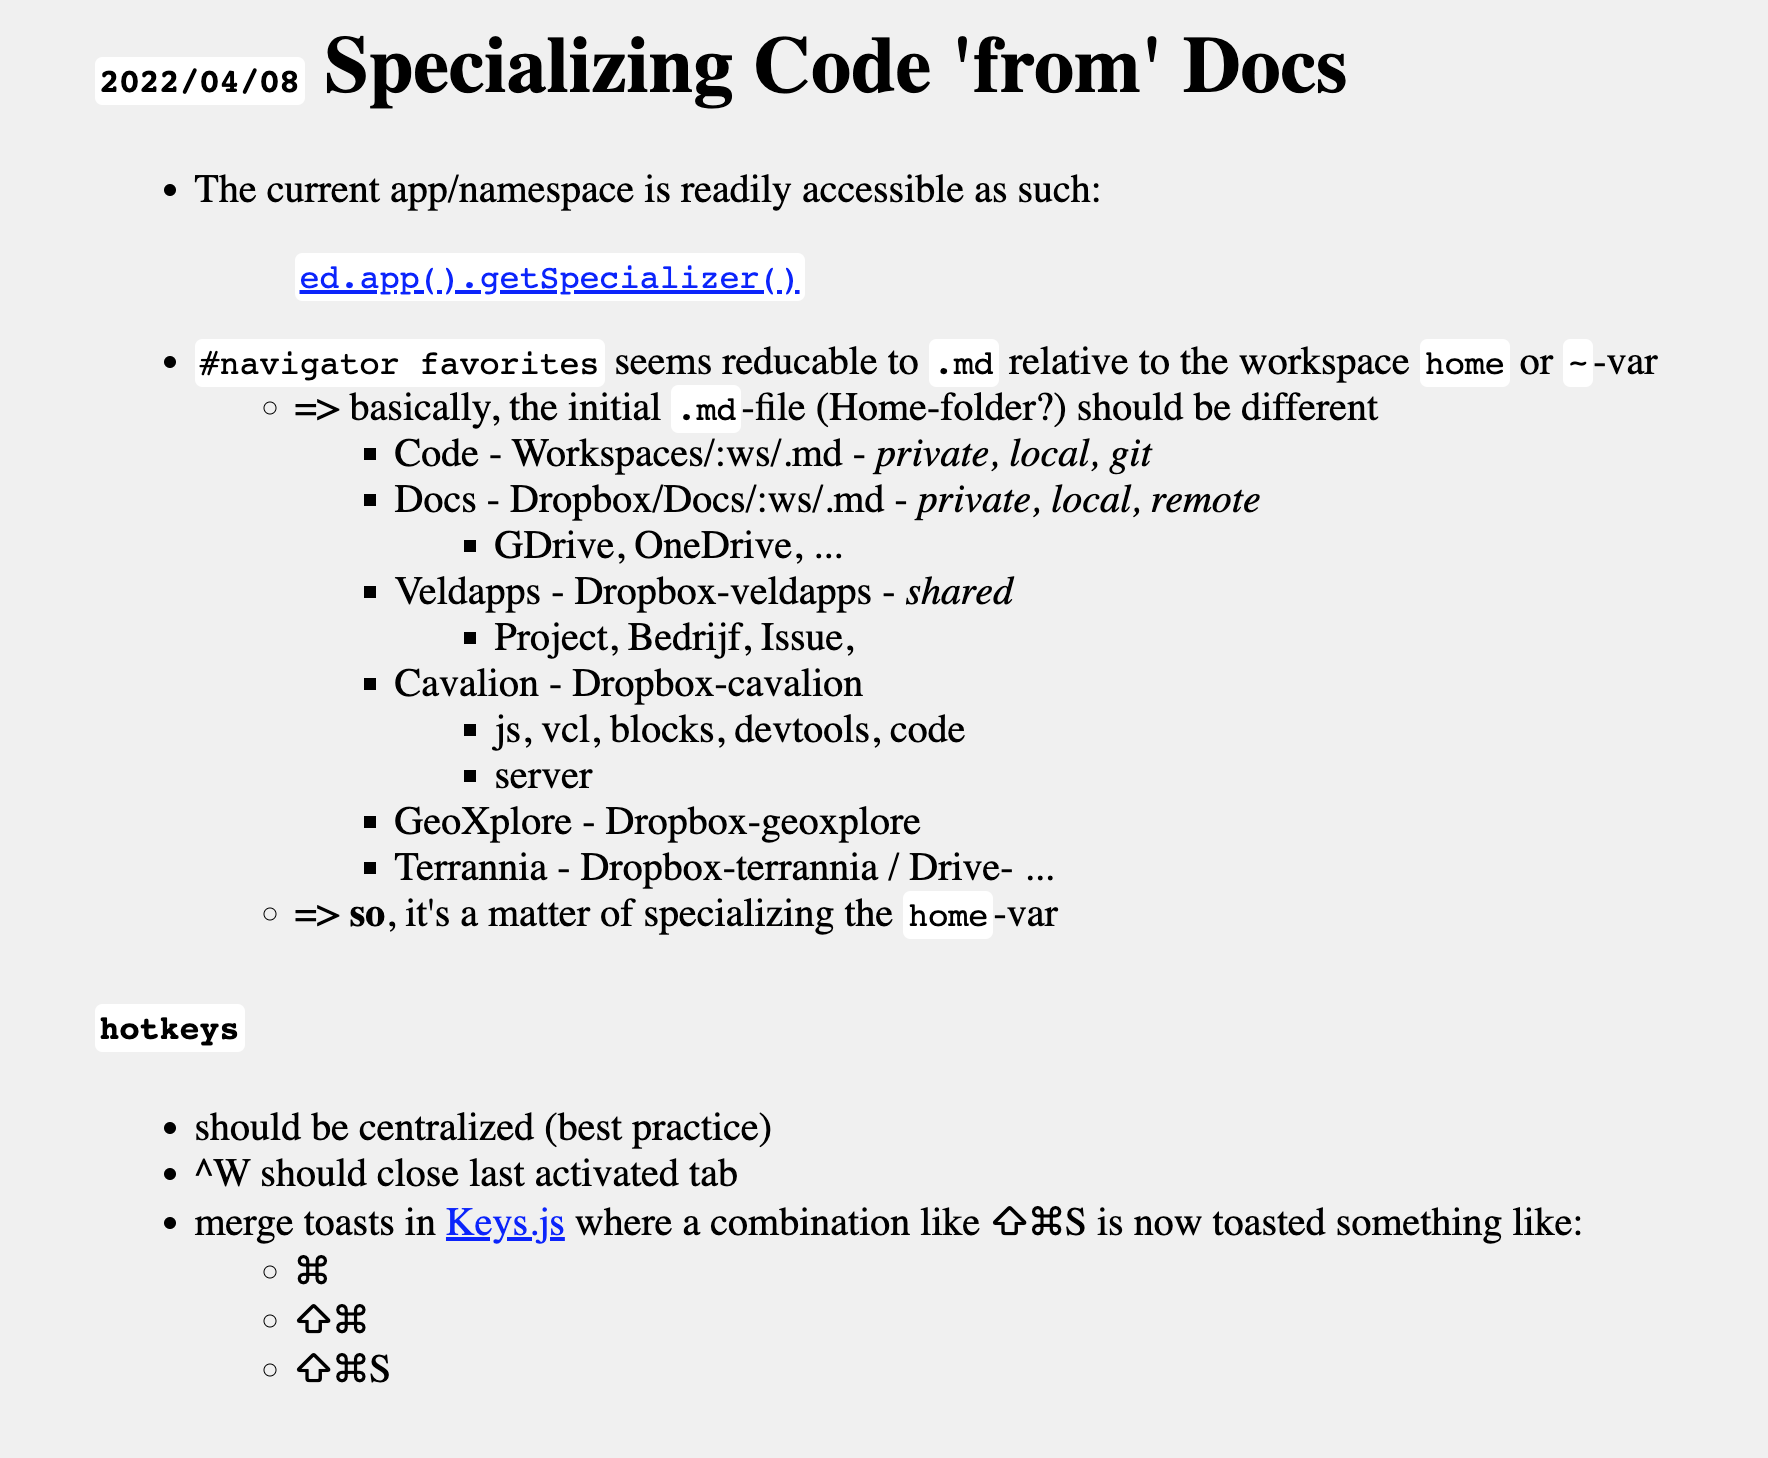 2022/04/08 Specializing Code 'from' Docs
The current app/namespace is readily accessible as such:
ed.app().getSpecializer()
#navigator favorites seems reducable to .md relative to the workspace home or ~-var
=> basically, the initial .md-file (Home-folder?) should be different
Code - Workspaces/:ws/.md - private, local, git
Docs - Dropbox/Docs/:ws/.md - private, local, remote
GDrive, OneDrive, ...
Veldapps - Dropbox-veldapps - shared
Project, Bedrijf, Issue,
Cavalion - Dropbox-cavalion
js, vcl, blocks, devtools, code
server
GeoXplore - Dropbox-geoxplore
Terrannia - Dropbox-terrannia / Drive- ...
=> so, it's a matter of specializing the home-var
hotkeys
should be centralized (best practice)
^W should close last activated tab
merge toasts in Keys.js where a combination like ⇧⌘S is now toasted something like:
⌘
⇧⌘
⇧⌘S